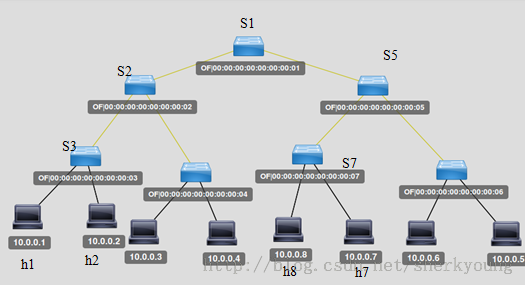 S1
OF|00:00:00:00:00:00:00:01
S2
S5
OF|00:00:00:00:00:00:00:02
OF|00:00:00:00:00:00:00:05
S3
S7
OF|00:00:00:00:00:00:00:03
OF|00:00:00:00:00:00:00:04
OF|00:00:00:00:00:00:00:07
OF|00:00:00:00:00:00:00:06
10.0.0.1
10.0.0.2
10.0.0.3
10.0.0.4
10.0.0.8
10.0.0.7
10.0.0.6
10.0.0.5
h1
h2
h8
h7
http://blog.csdn.net/sherkyoung